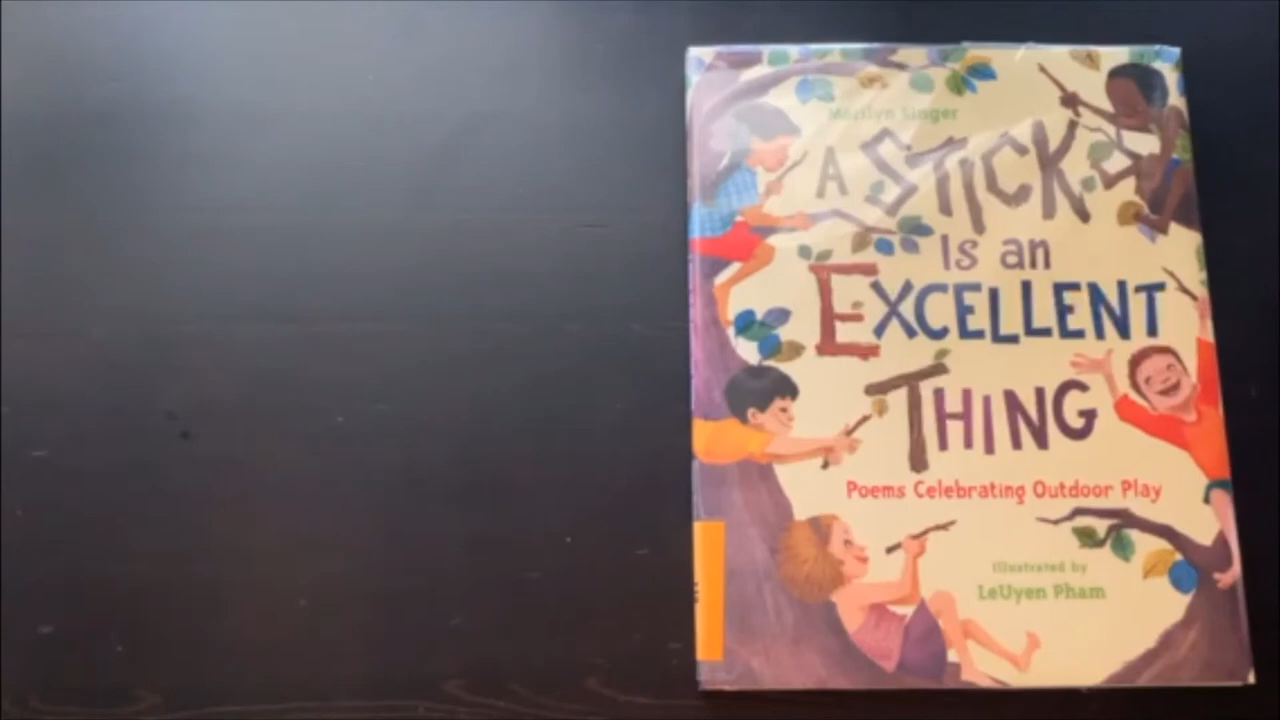 Marilyn Singer
A STICK
Is an
EXCELLENT
THING
Poems Celebrating Outdoor Play
Illustrated by
LeUyen Pham